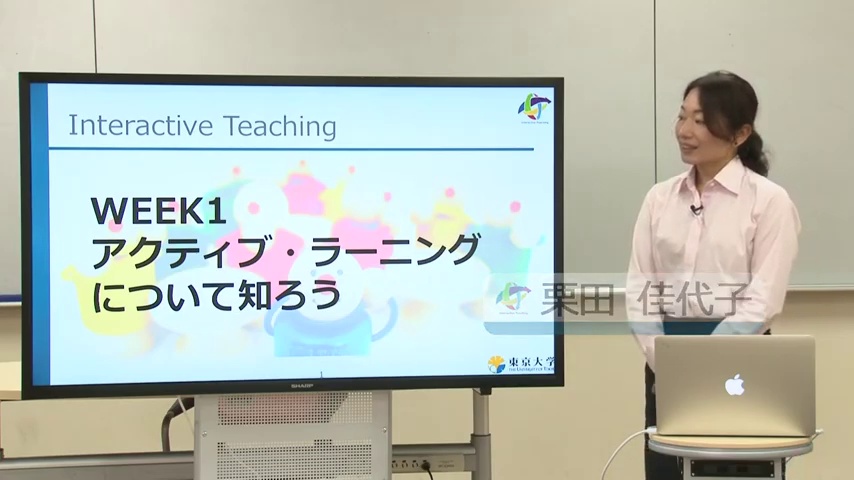 Interactive Teaching
WEEK1
アクティブ・ラーニング
について知ろう
栗田 佳代子
東京大学
SHARP